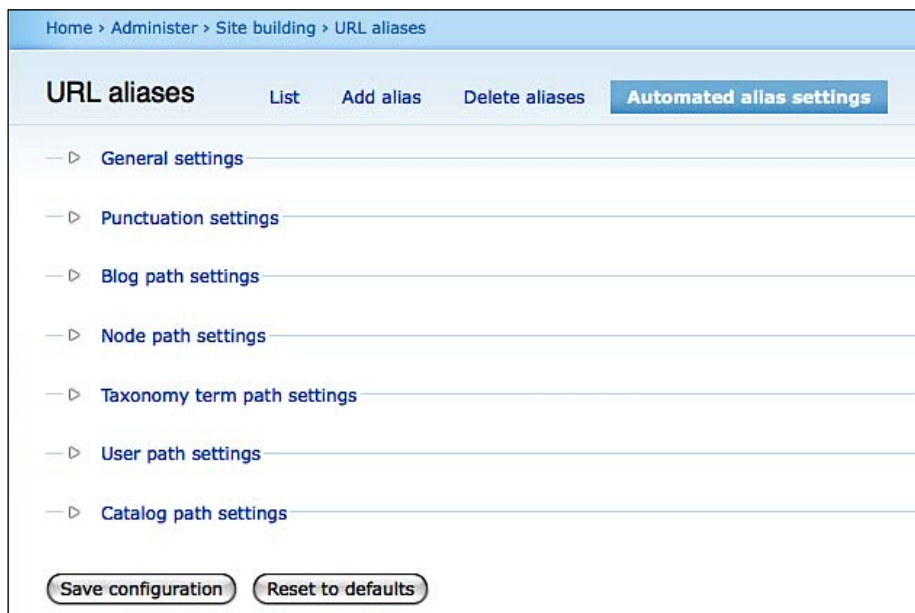 Home › Administer › Site building › URL aliases
URL aliases List Add alias Delete aliases Automated alias settings
General settings
Punctuation settings
Blog path settings
Node path settings
Taxonomy term path settings
User path settings
Catalog path settings
Save configuration Reset to defaults